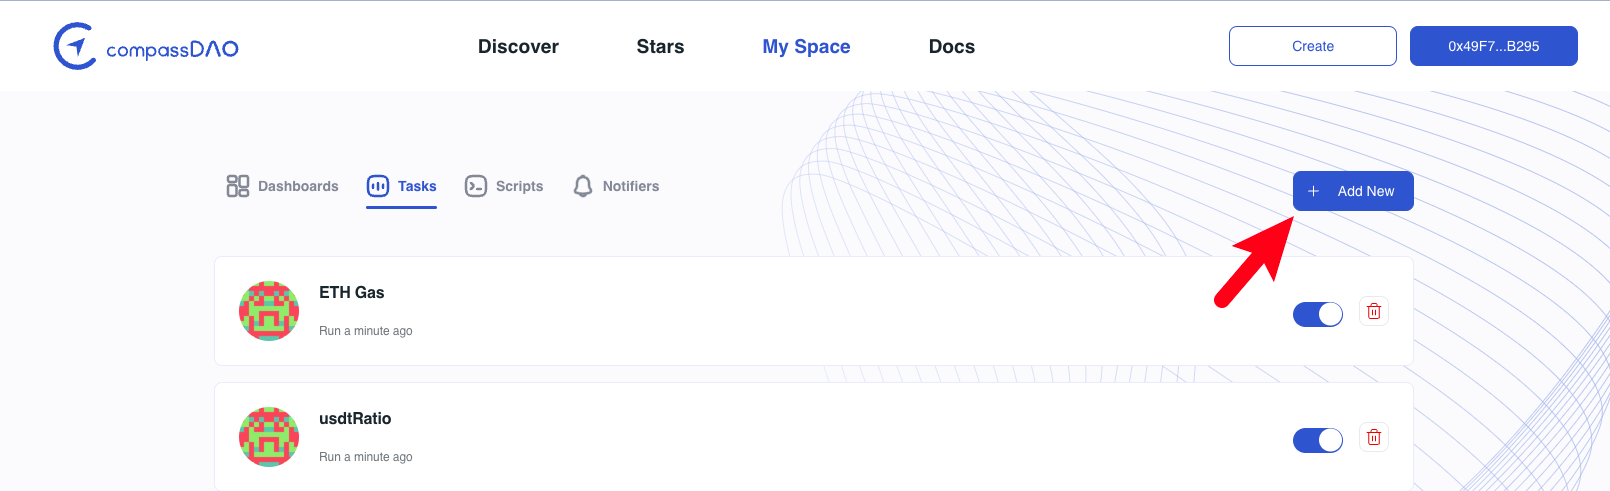 compassDAO
Discover
Stars
My Space
Docs
Create
0x49F7...B295
Dashboards
Tasks
Scripts
Notifiers
+ Add New
ETH Gas
Run a minute ago
usdtRatio
Run a minute ago